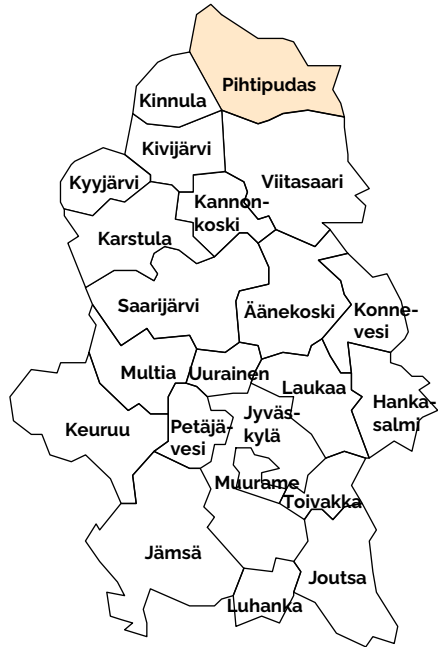 Pihtipudas
Kinnula
Kivijärvi
Kyyjärvi
Viitasaari
Kannon-
koski
Karstula
Saarijärvi
Äänekoski
Konne-
vesi
Multia
Uurainen
Laukaa
Hanka-
salmi
Keuruu
Petäjä-
vesi
Jyväs-
kylä
Muurame
Toivakka
Jämsä
Joutsa
Luhanka